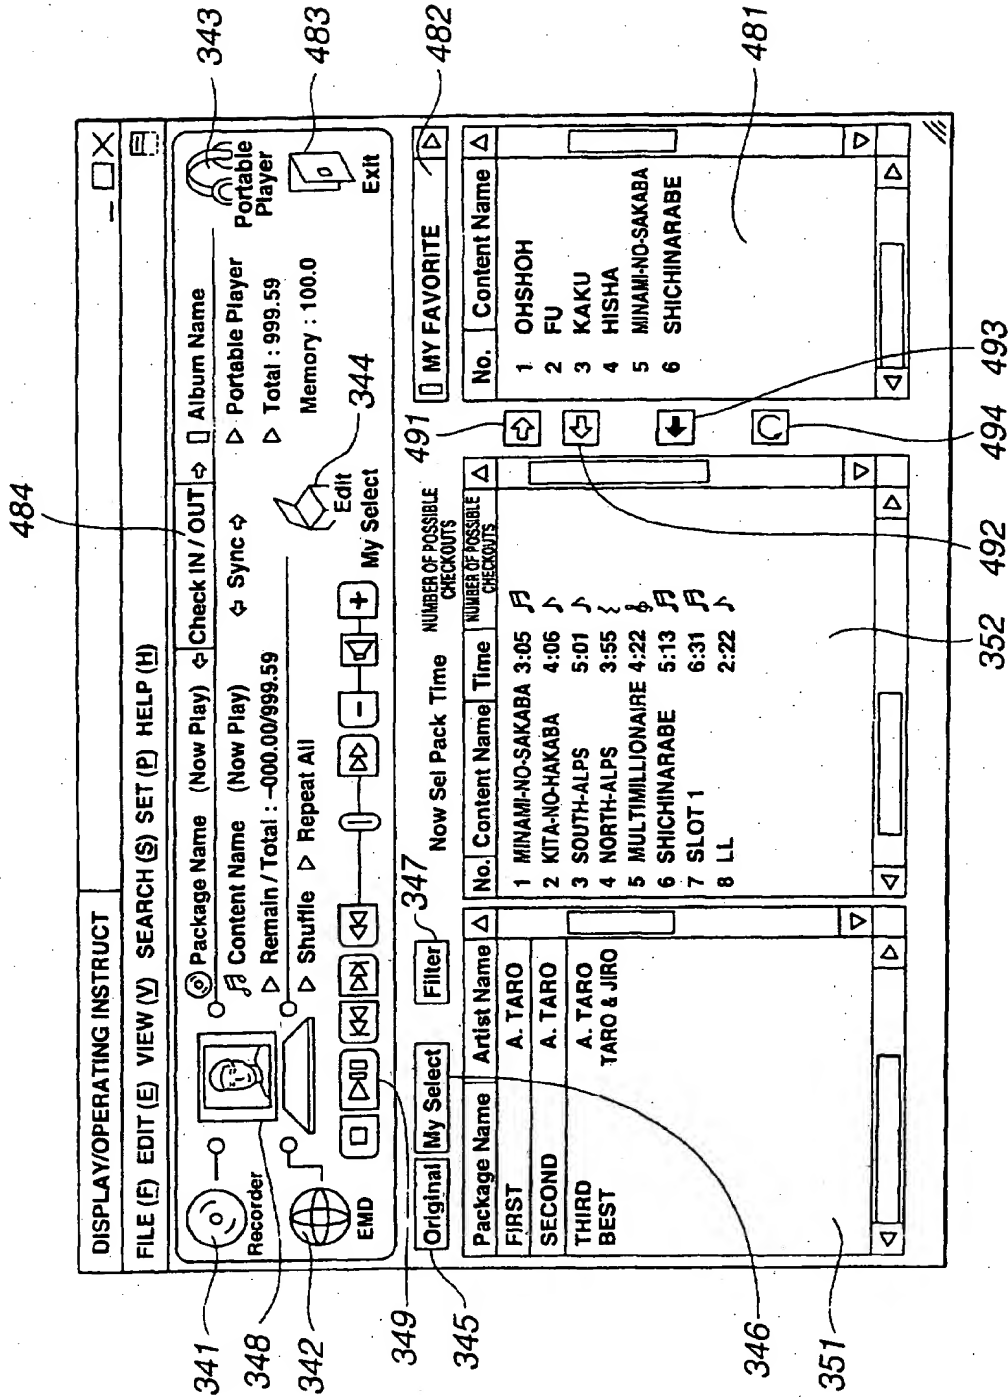 484
DISPLAY/OPERATING INSTRUCT
FILE (F) EDIT (E) VIEW (V) SEARCH (S) SET (P) HELP (H)
341
348
342
349
345
346
351
Recorder
EMD
Package Name (Now Play)
Content Name (Now Play)
Remain / Total : -000.00/999.59
Shuffle Repeat All
Check IN / OUT
Sync
Edit
My Select
344
Album Name
Portable Player
Total : 999.59
Memory : 100.0
Portable
Player
343
Exit
483
Original My Select Filter 347
Now Sel Pack Time NUMBER OF POSSIBLE
CHECKOUTS
491
MY FAVORITE
482
Package Name Artist Name
FIRST A. TARO
SECOND A. TARO
THIRD A. TARO
BEST TARO & JIRO
No. Content Name Time NUMBER OF POSSIBLE
CHECKOUTS
1 MINAMI-NO-SAKABA 3:05
2 KITA-NO-HAKABA 4:06
3 SOUTH-ALPS 5:01
4 NORTH-ALPS 3:55
5 MULTIMILLIONAIRE 4:22
6 SHICHINARABE 5:13
7 SLOT 1 6:31
8 LL 2:22
No. Content Name
1 OHSHOH
2 FU
3 KAKU
4 HISHA
5 MINAMI-NO-SAKABA
6 SHICHINARABE
481
352
492
494
493